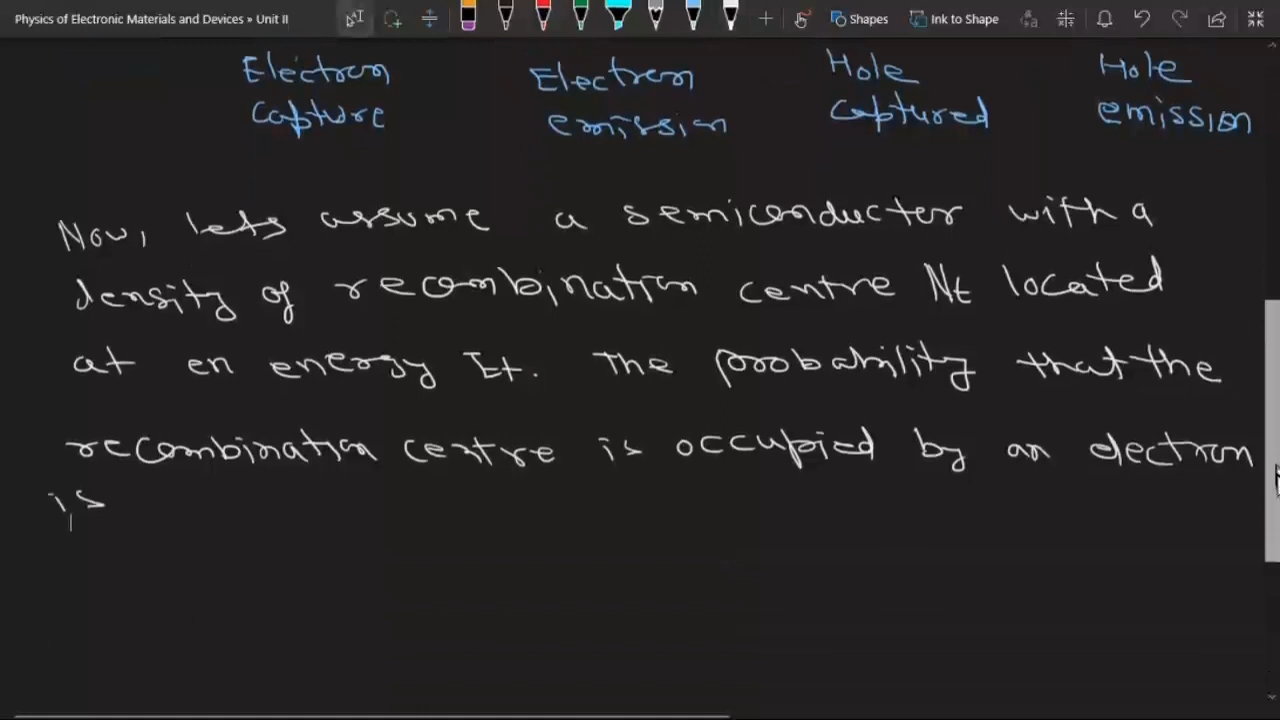 Physics of Electronic Materials and Devices » Unit II
Shapes
Ink to Shape
Electron capture
Electron emission
Hole captured
Hole emission
Now, lets assume a semiconductor with a
density of recombination centre Nt located
at en energy Et. The probability that the
recombination centre is occupied by an electron
is